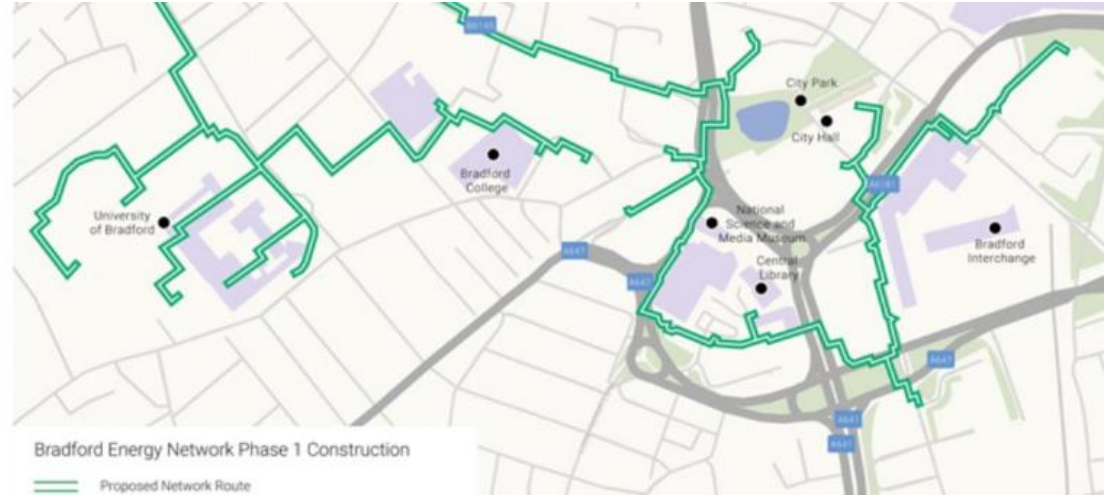 B6145
City Park
City Hall
Bradford
College
A6181
University
of Bradford
National
Science and
Media Museum
Bradford
Interchange
A647
Central
Library
A647
A647
A641
A641
Bradford Energy Network Phase 1 Construction
Proposed Network Route